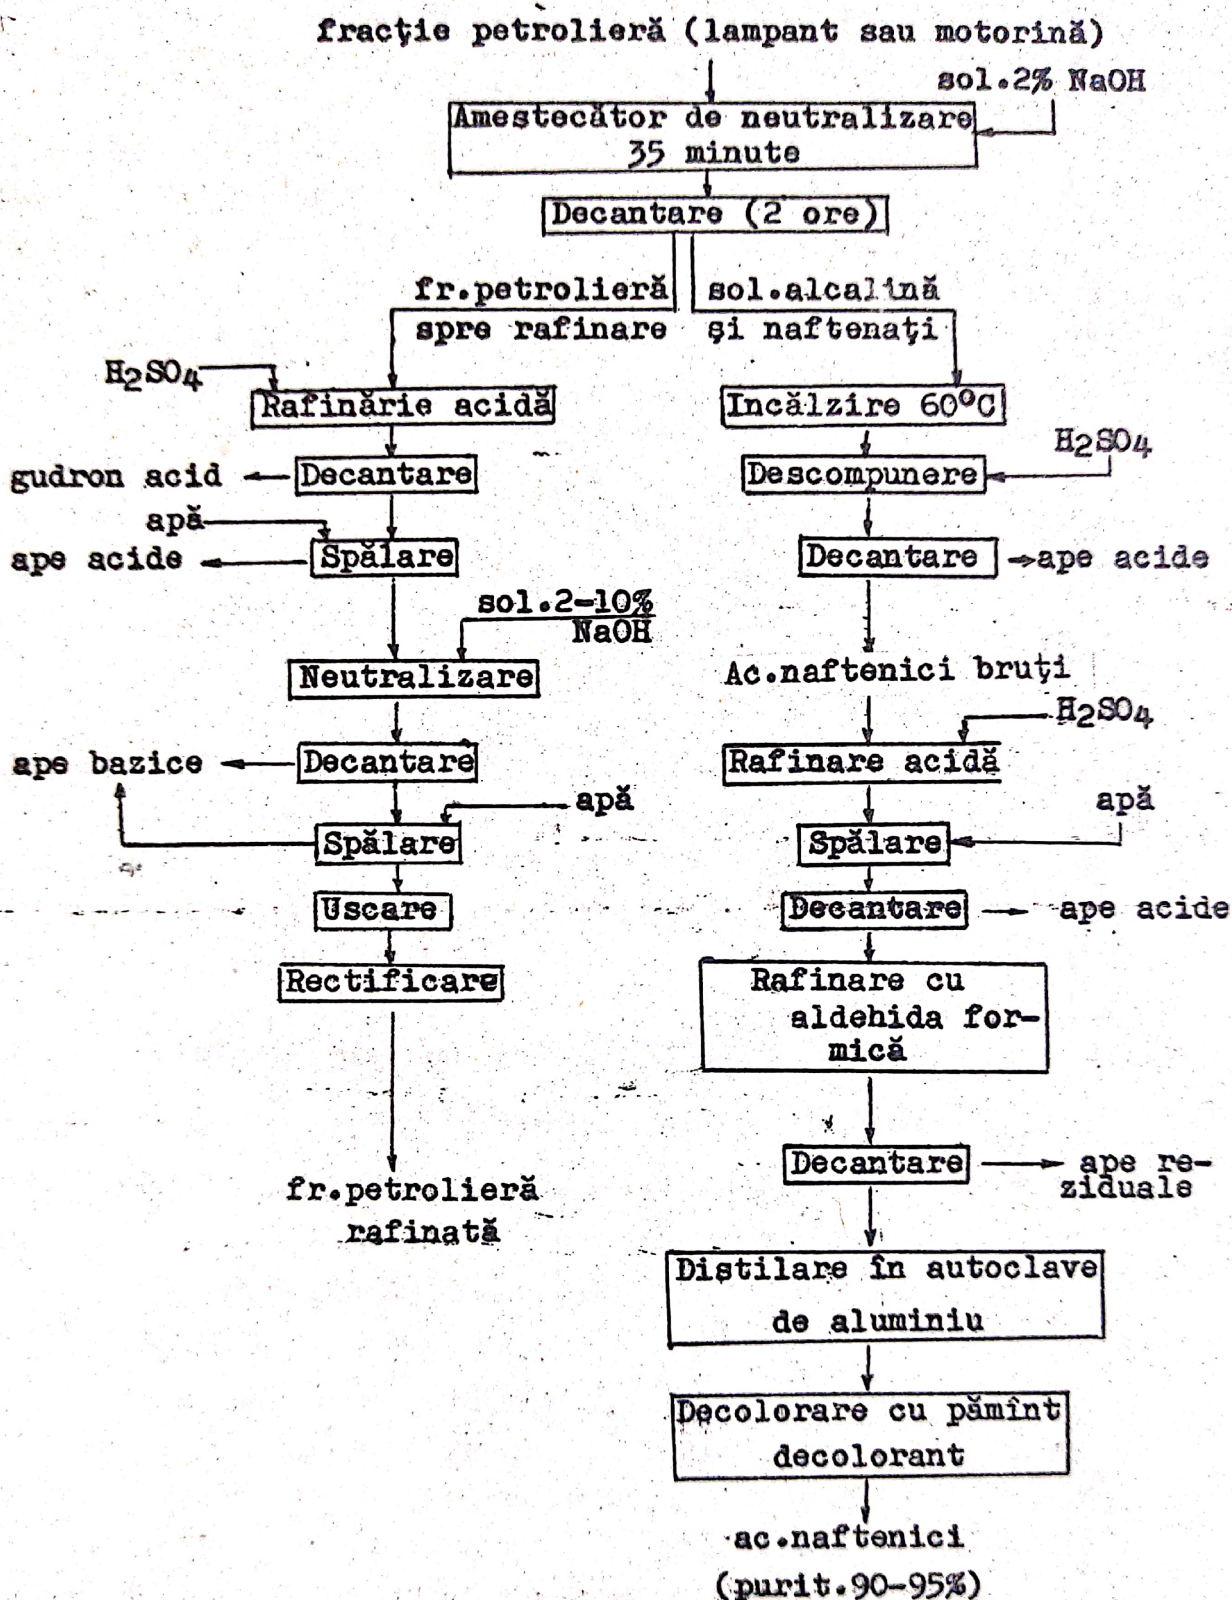 fracţie petrolieră (lampant sau motorină)
sol.2% NaOH
Amestecător de neutralizare
35 minute
Decantare (2 ore)
fr.petrolieră
spre rafinare
sol.alcalină
şi naftenaţi
H2SO4
Rafinărie acidă
Incălzire 60°C
H2SO4
gudron acid
Decantare
Descompunere
apă
ape acide
Spălare
Decantare
ape acide
sol.2-10%
NaOH
Neutralizare
Ac.naftenici bruţi
H2SO4
ape bazice
Decantare
Rafinare acidă
apă
apă
Spălare
Spălare
Uscare
Decantare
ape acide
Rectificare
Rafinare cu
aldehida for-
mică
fr.petrolieră
rafinată
Decantare
ape re-
ziduale
Distilare în autoclave
de aluminiu
Decolorare cu pămînt
decolorant
ac.naftenici
(purit.90-95%)